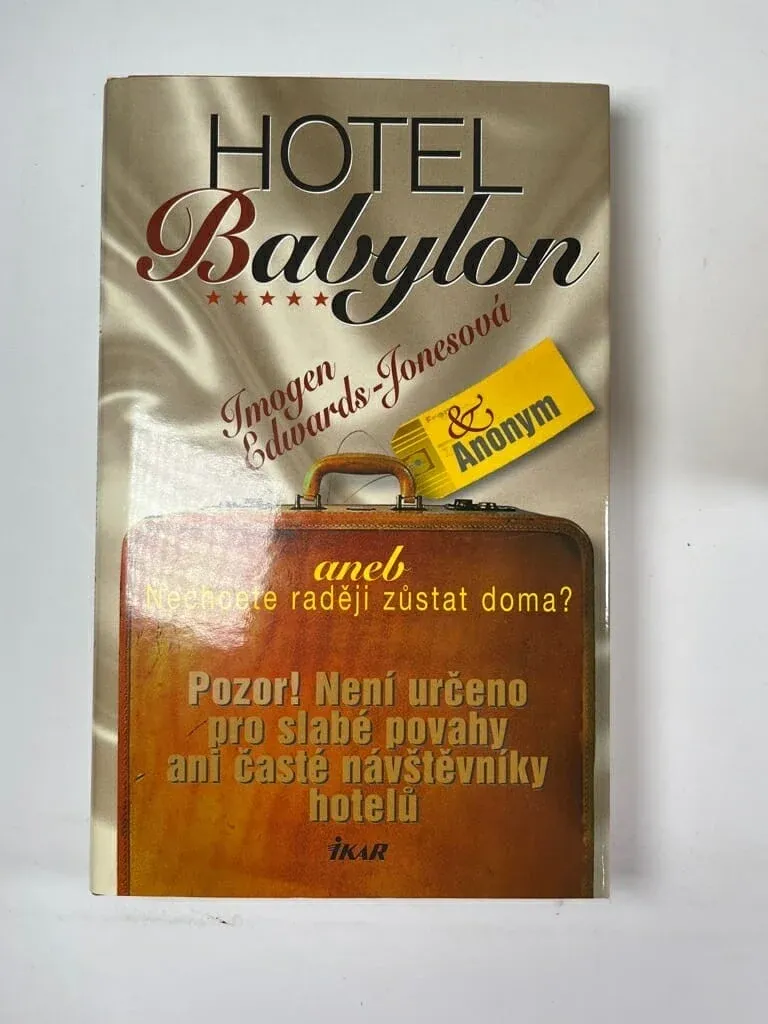 HOTEL
Babylon
Imogen
Edwards-Jonesová
&
Anonym
aneb
Nechcete raději zůstat doma?
Pozor! Není určeno
pro slabé povahy
ani časté návštěvníky
hotelů
iKAR